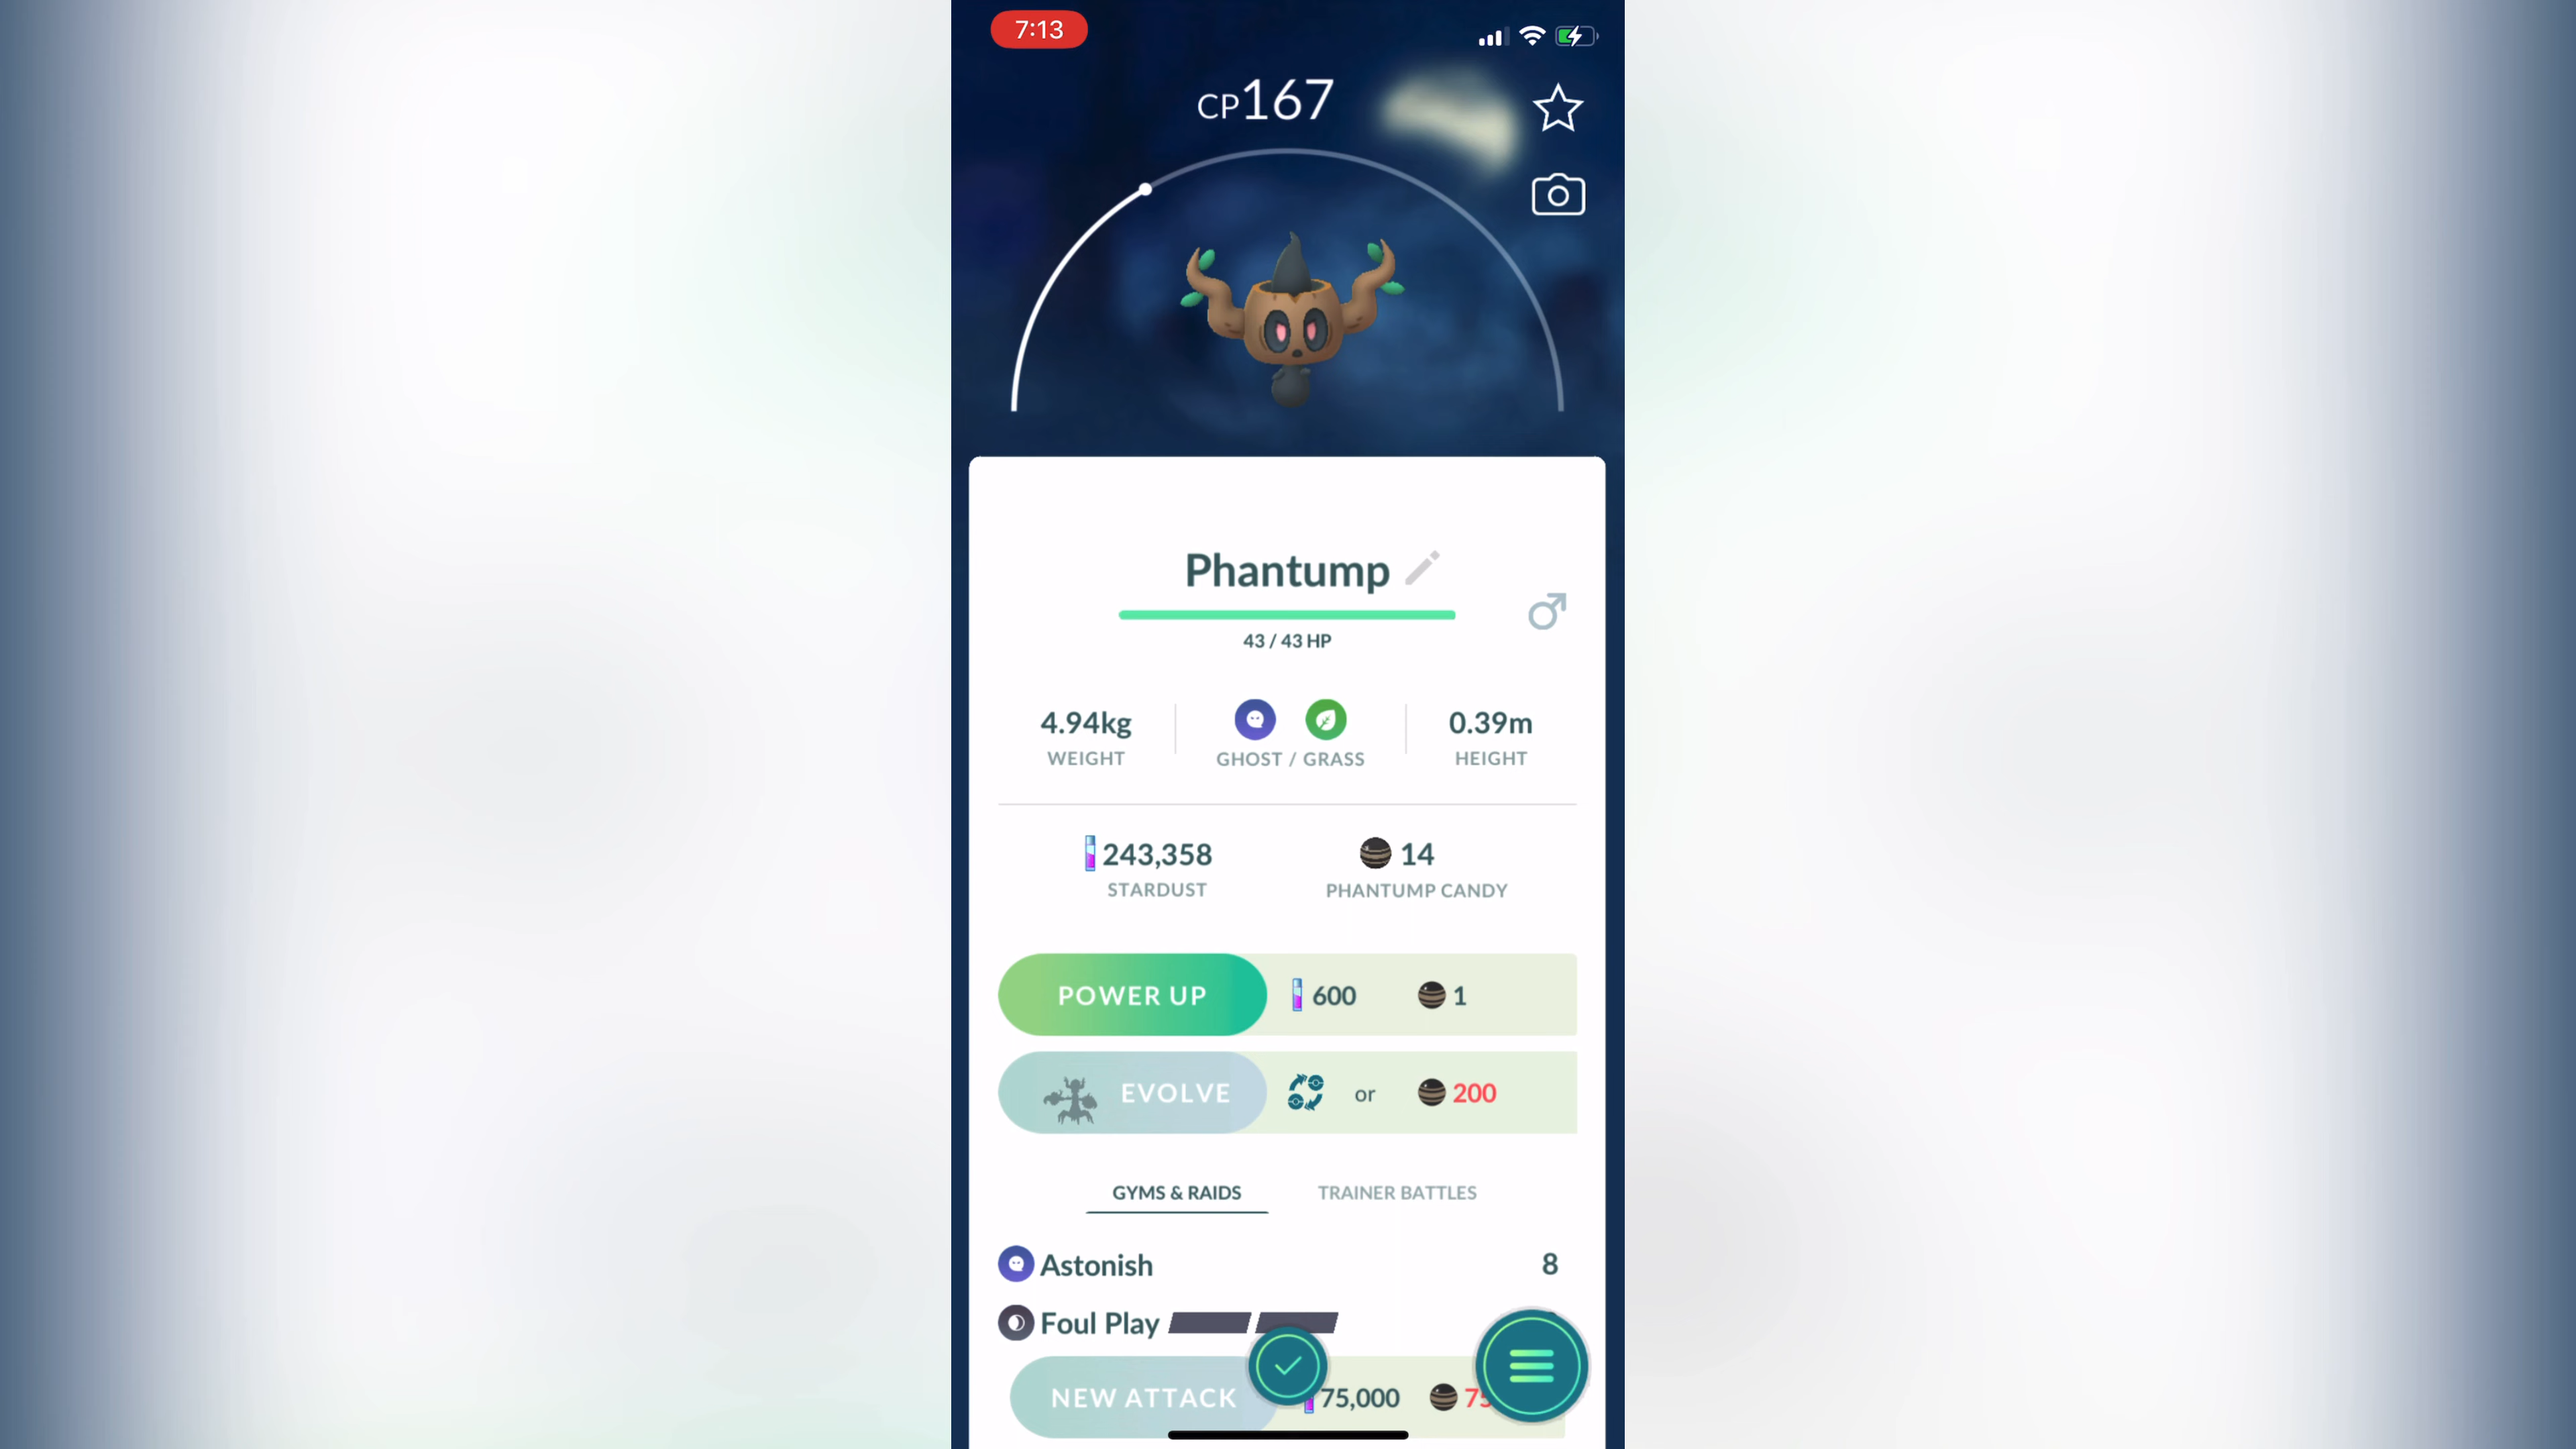 7:13
CP167
Phantump
43 / 43 HP
4.94kg
WEIGHT
GHOST / GRASS
0.39m
HEIGHT
243,358
STARDUST
14
PHANTUMP CANDY
POWER UP 600 1
EVOLVE or 200
GYMS & RAIDS TRAINER BATTLES
Astonish 8
Foul Play
NEW ATTACK 75,000